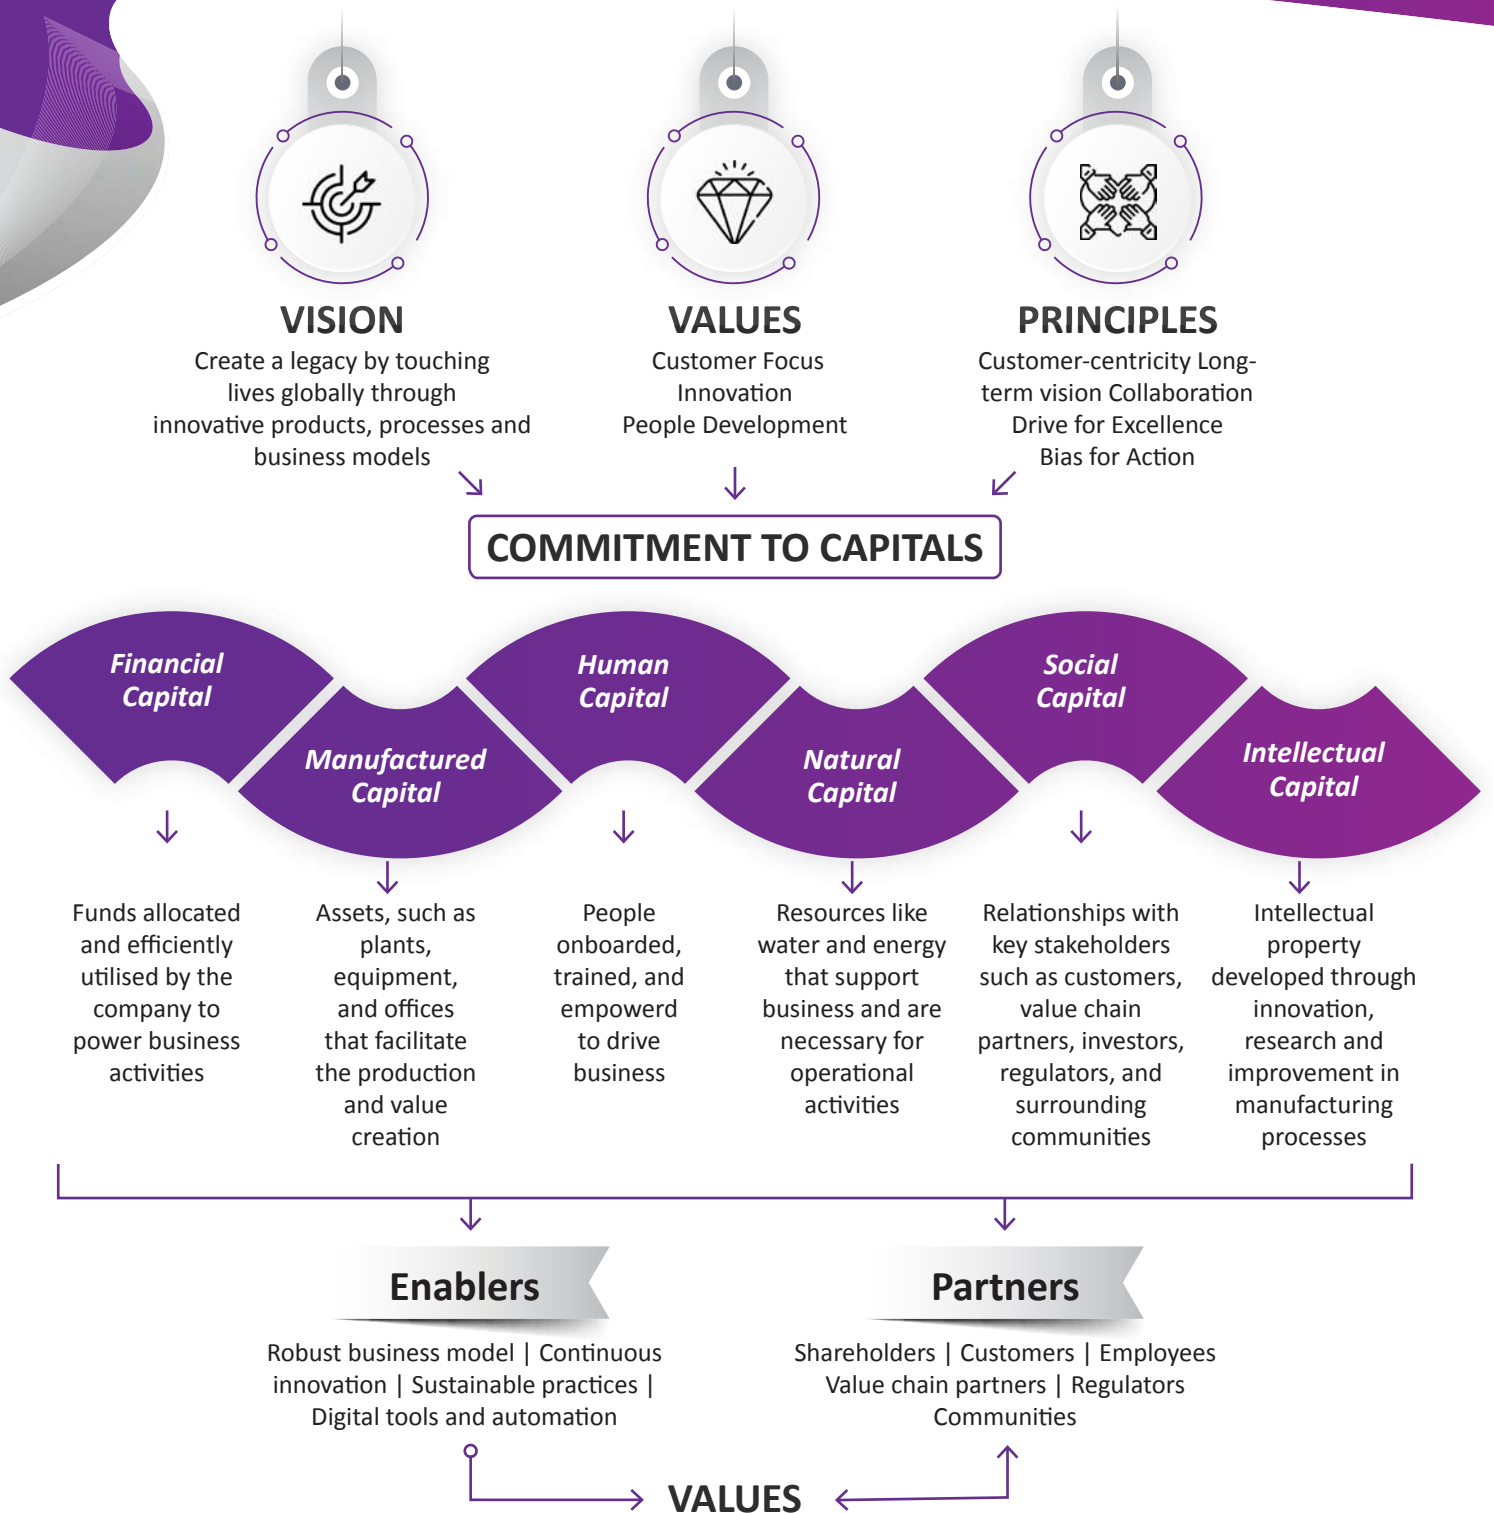 VISION
Create a legacy by touching
lives globally through
innovative products, processes and
business models
VALUES
Customer Focus
Innovation
People Development
PRINCIPLES
Customer-centricity Long-
term vision Collaboration
Drive for Excellence
Bias for Action
COMMITMENT TO CAPITALS
Financial
Capital
Manufactured
Capital
Human
Capital
Natural
Capital
Social
Capital
Intellectual
Capital
Funds allocated
and efficiently
utilised by the
company to
power business
activities
Assets, such as
plants,
equipment,
and offices
that facilitate
the production
and value
creation
People
onboarded,
trained, and
empowerd
to drive
business
Resources like
water and energy
that support
business and are
necessary for
operational
activities
Relationships with
key stakeholders
such as customers,
value chain
partners, investors,
regulators, and
surrounding
communities
Intellectual
property
developed through
innovation,
research and
improvement in
manufacturing
processes
Enablers
Robust business model | Continuous
innovation | Sustainable practices |
Digital tools and automation
Partners
Shareholders | Customers | Employees
Value chain partners | Regulators
Communities
VALUES